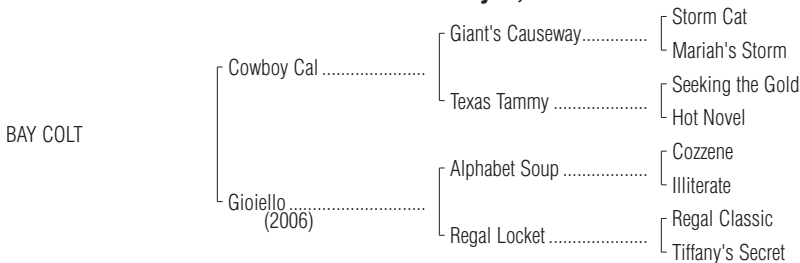 Storm Cat
Giant's Causeway..............
Mariah's Storm
Cowboy Cal ......................
Seeking the Gold
Texas Tammy ....................
Hot Novel
BAY COLT
Cozzene
Alphabet Soup ..................
Illiterate
Gioiello.............................
(2006)
Regal Classic
Regal Locket .....................
Tiffany's Secret